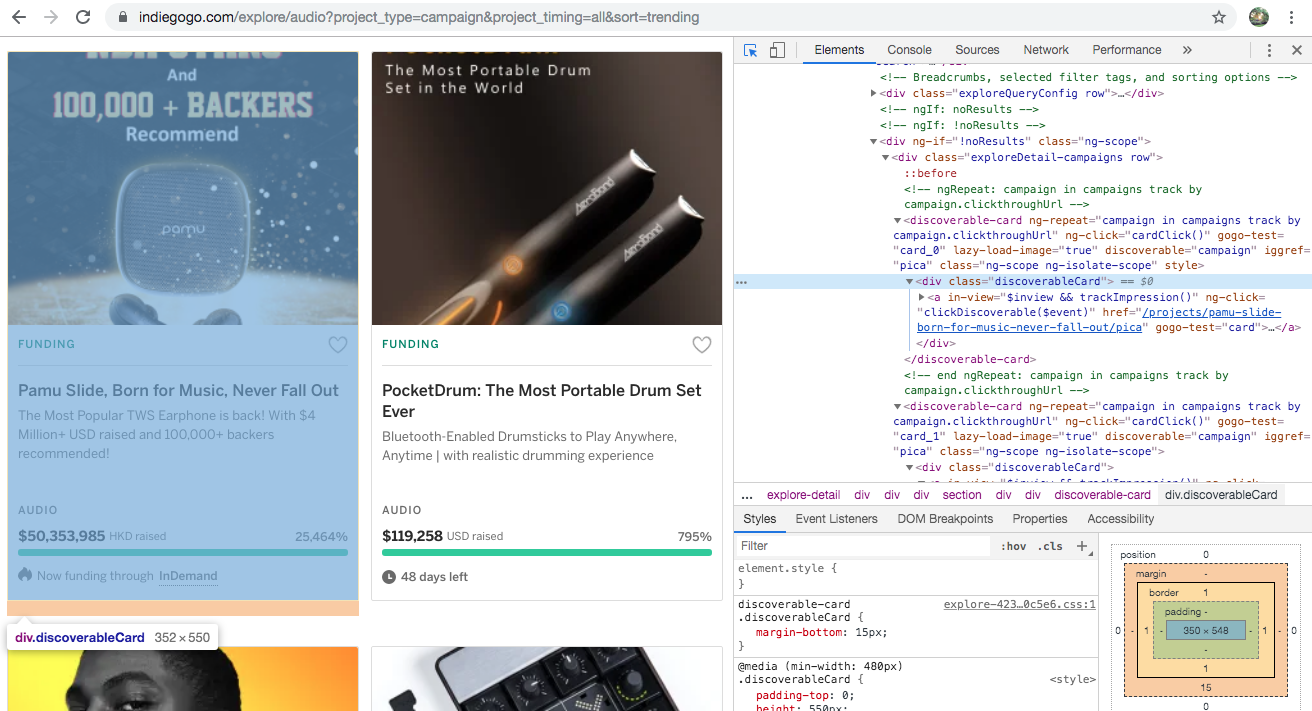 indiegogo.com/explore/audio?project_type=campaign&project_timing=all&sort=trending
And
100,000 + BACKERS
Recommend
pamu
FUNDING
Pamu Slide, Born for Music, Never Fall Out
The Most Popular TWS Earphone is back! With $4
Million+ USD raised and 100,000+ backers
recommended!
AUDIO
$50,353,985 HKD raised 25,464%
Now funding through InDemand
div.discoverableCard 352 × 550
The Most Portable Drum
Set in the World
AeroBand
AeroBand
FUNDING
PocketDrum: The Most Portable Drum Set
Ever
Bluetooth-Enabled Drumsticks to Play Anywhere,
Anytime | with realistic drumming experience
AUDIO
$119,258 USD raised 795%
48 days left
Elements Console Sources Network Performance »
<!-- Breadcrumbs, selected filter tags, and sorting options -->
<div class="exploreQueryConfig row">…</div>
<!-- ngIf: noResults -->
<!-- ngIf: !noResults -->
<div ng-if="!noResults" class="ng-scope">
<div class="exploreDetail-campaigns row">
::before
<!-- ngRepeat: campaign in campaigns track by
campaign.clickthroughUrl -->
<discoverable-card ng-repeat="campaign in campaigns track by
campaign.clickthroughUrl" ng-click="cardClick()" gogo-test=
"card_0" lazy-load-image="true" discoverable="campaign" iggref=
"pica" class="ng-scope ng-isolate-scope" style>
… <div class="discoverableCard"> == $0
<a in-view="$inview && trackImpression()" ng-click=
"clickDiscoverable($event)" href="/projects/pamu-slide-
born-for-music-never-fall-out/pica" gogo-test="card">…</a>
</div>
</discoverable-card>
<!-- end ngRepeat: campaign in campaigns track by
campaign.clickthroughUrl -->
<discoverable-card ng-repeat="campaign in campaigns track by
campaign.clickthroughUrl" ng-click="cardClick()" gogo-test=
"card_1" lazy-load-image="true" discoverable="campaign" iggref=
"pica" class="ng-scope ng-isolate-scope">
<div class="discoverableCard">
… explore-detail div div div section div div discoverable-card div.discoverableCard
Styles Event Listeners DOM Breakpoints Properties Accessibility
Filter :hov .cls +
element.style {
}
discoverable-card explore-423…0c5e6.css:1
.discoverableCard {
margin-bottom: 15px;
}
@media (min-width: 480px)
.discoverableCard { <style>
padding-top: 0;
height: 550px;
position 0
margin -
border 1
padding -
0 - 1 - 350 × 548 - 1 - 0
-
1
15
0